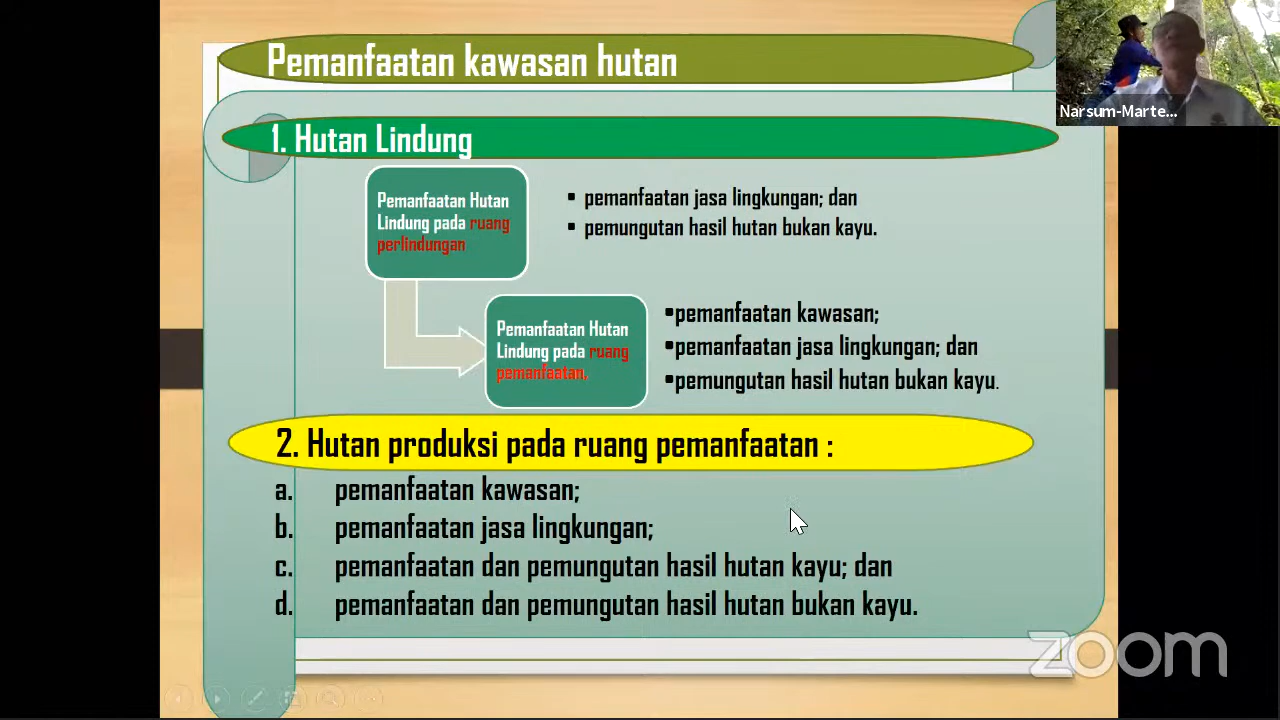 Pemanfaatan kawasan hutan
Narsum-Marte...
1. Hutan Lindung
Pemanfaatan Hutan
Lindung pada ruang
perlindungan
• pemanfaatan jasa lingkungan; dan
• pemungutan hasil hutan bukan kayu.
Pemanfaatan Hutan
Lindung pada ruang
pemanfaatan.
•pemanfaatan kawasan;
•pemanfaatan jasa lingkungan; dan
•pemungutan hasil hutan bukan kayu.
2. Hutan produksi pada ruang pemanfaatan :
a. pemanfaatan kawasan;
b. pemanfaatan jasa lingkungan;
c. pemanfaatan dan pemungutan hasil hutan kayu; dan
d. pemanfaatan dan pemungutan hasil hutan bukan kayu.
zoom